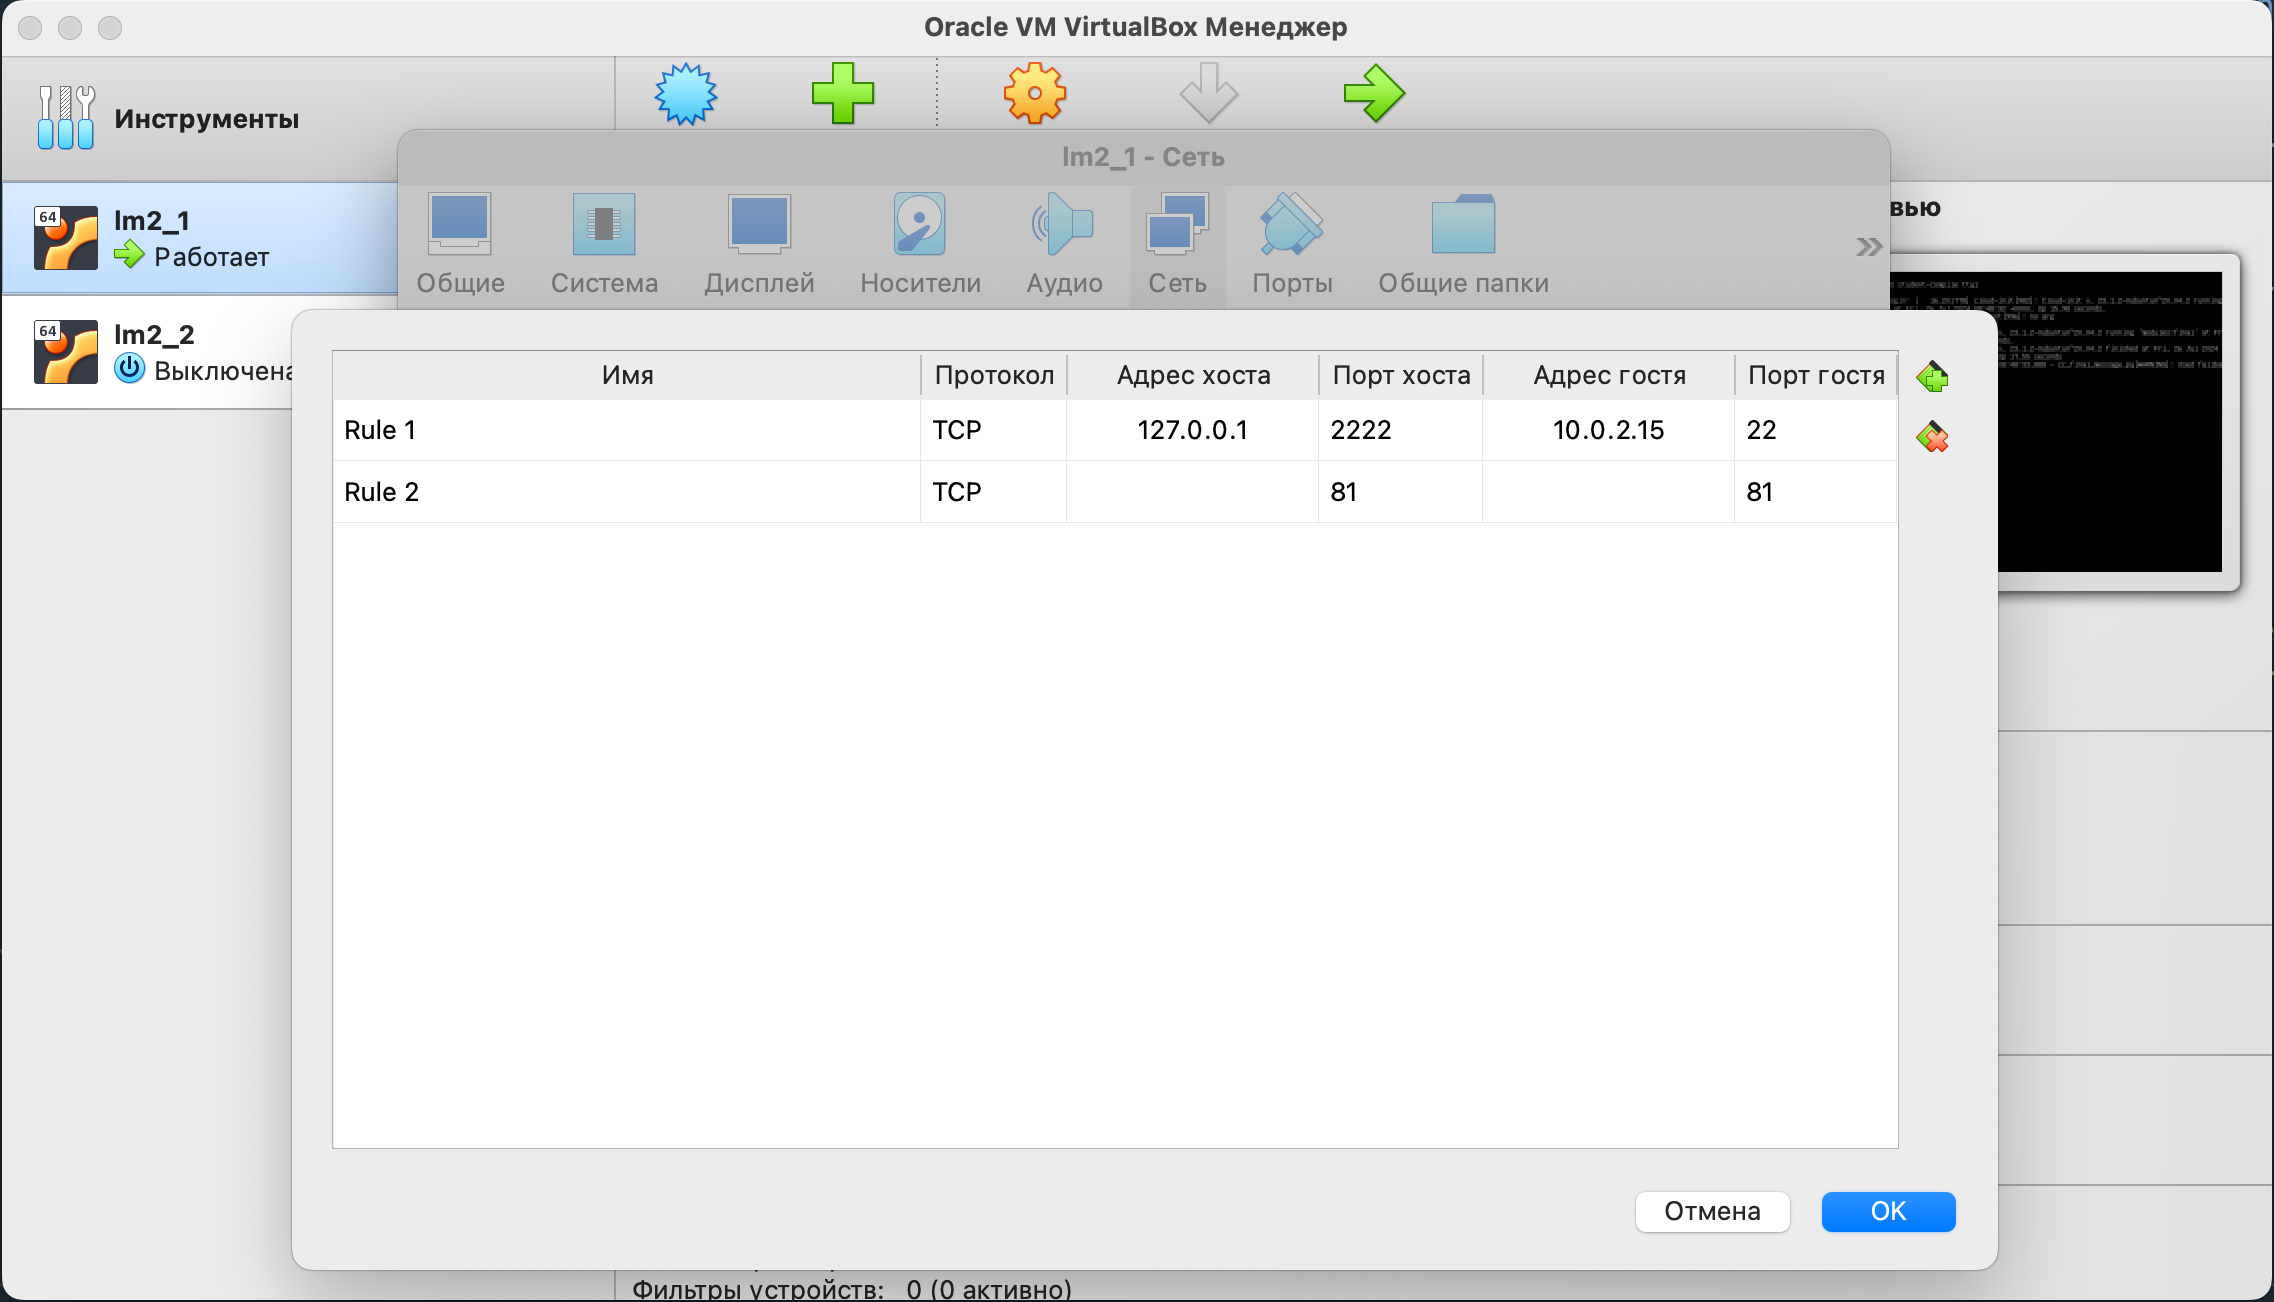 Oracle VM VirtualBox Менеджер
Инструменты
lm2_1 - Сеть
64
lm2_1
Работает
64
lm2_2
Выключена
Общие
Система
Дисплей
Носители
Аудио
Сеть
Порты
Общие папки
»
вью
Имя Протокол Адрес хоста Порт хоста Адрес гостя Порт гостя
Rule 1 TCP 127.0.0.1 2222 10.0.2.15 22
Rule 2 TCP 81 81
Отмена
OK
Фильтры устройств: 0 (0 активно)